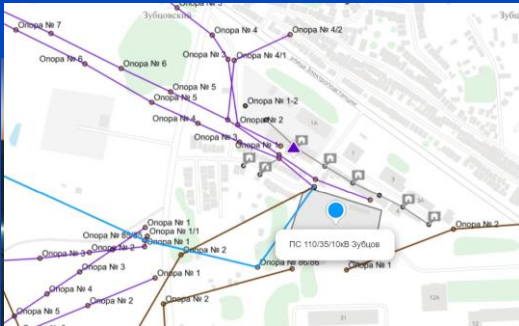 Зубцовский
Опора № 7
Опора № 4
Опора № 4/2
Опора № 3
Опора № 4/1
Опора № 6
Опора № 6
Опора № 5
Опора № 5
Опора № 1-2
Опора № 4
Опора № 2
1А
Опора № 3
Опора № 1
ПС 110/35/10кВ Зубцов
Опора № 1
Опора № 1/1
Опора № 1
Опора № 2
Опора № 3
Опора № 2
Опора № 2
Опора № 3
Опора № 1
Опора № 86/86
Опора № 1
Опора № 4
Опора № 2
Опора № 2
Опора № 5
31
12А
12